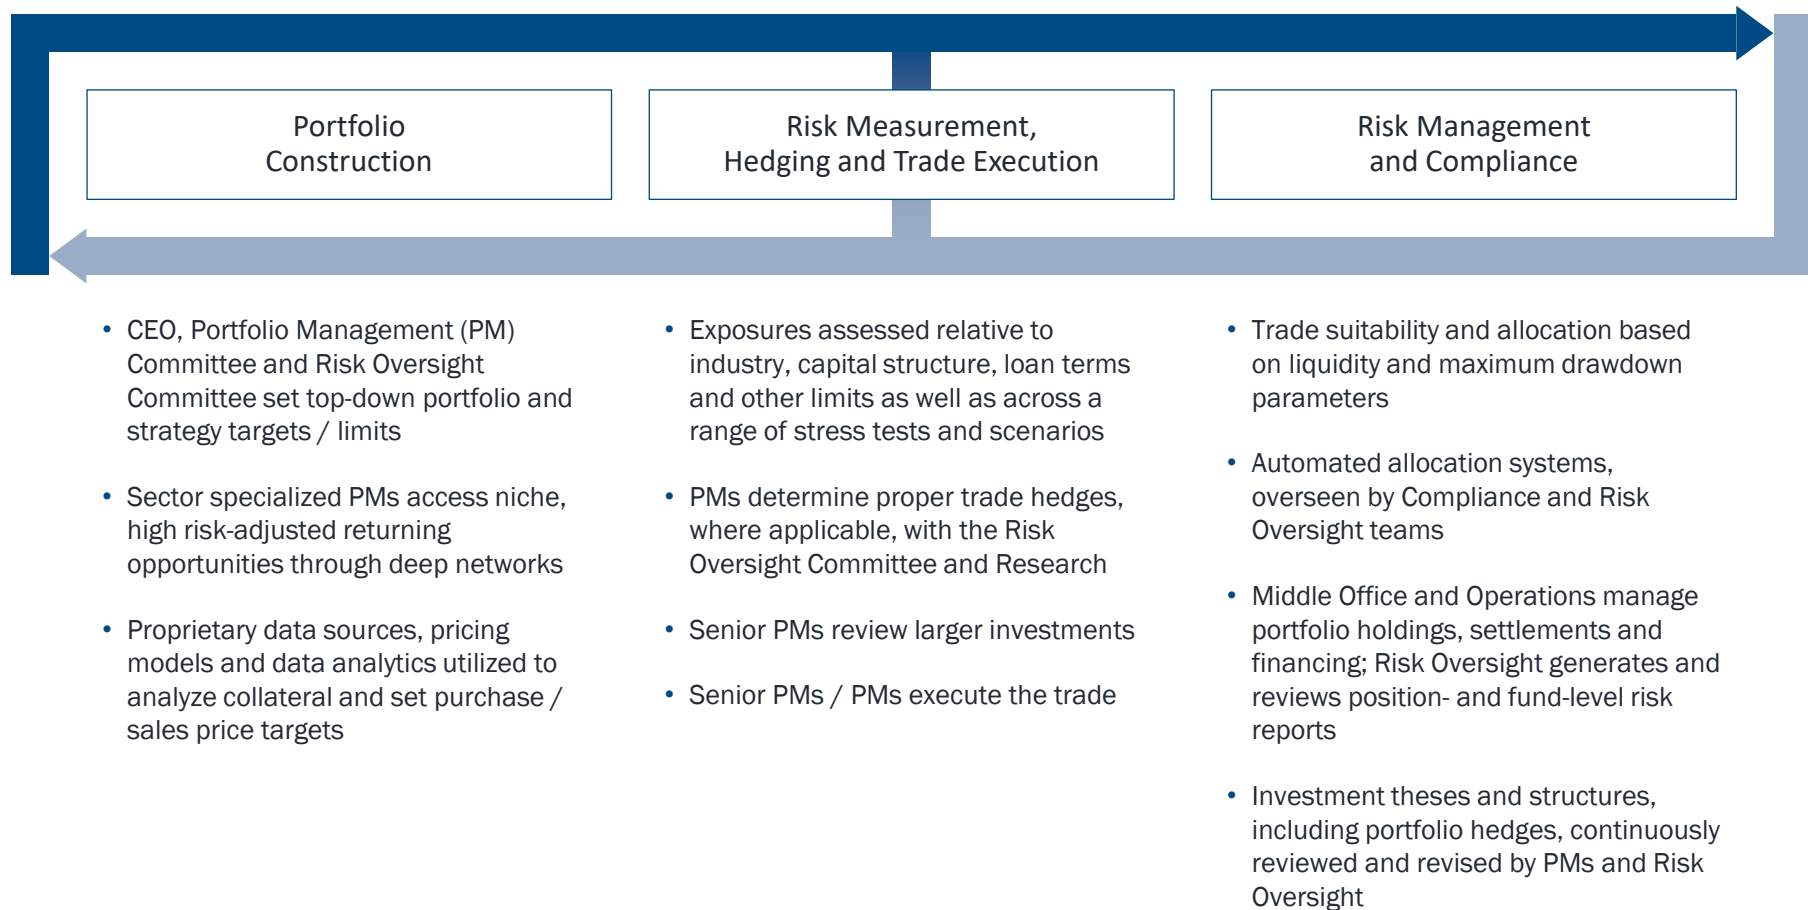 Portfolio
Construction
Risk Measurement,
Hedging and Trade Execution
Risk Management
and Compliance
• CEO, Portfolio Management (PM)
Committee and Risk Oversight
Committee set top-down portfolio and
strategy targets / limits
• Sector specialized PMs access niche,
high risk-adjusted returning
opportunities through deep networks
• Proprietary data sources, pricing
models and data analytics utilized to
analyze collateral and set purchase /
sales price targets
• Exposures assessed relative to
industry, capital structure, loan terms
and other limits as well as across a
range of stress tests and scenarios
• PMs determine proper trade hedges,
where applicable, with the Risk
Oversight Committee and Research
• Senior PMs review larger investments
• Senior PMs / PMs execute the trade
• Trade suitability and allocation based
on liquidity and maximum drawdown
parameters
• Automated allocation systems,
overseen by Compliance and Risk
Oversight teams
• Middle Office and Operations manage
portfolio holdings, settlements and
financing; Risk Oversight generates and
reviews position- and fund-level risk
reports
• Investment theses and structures,
including portfolio hedges, continuously
reviewed and revised by PMs and Risk
Oversight